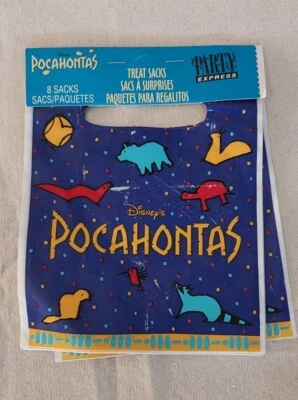 Disney's
POCAHONTAS
8 SACKS
SACS/PAQUETES
TREAT SACKS
SACS À SURPRISES
PAQUETES PARA REGALITOS
PARTY
EXPRESS
DISNEY'S
POCAHONTAS